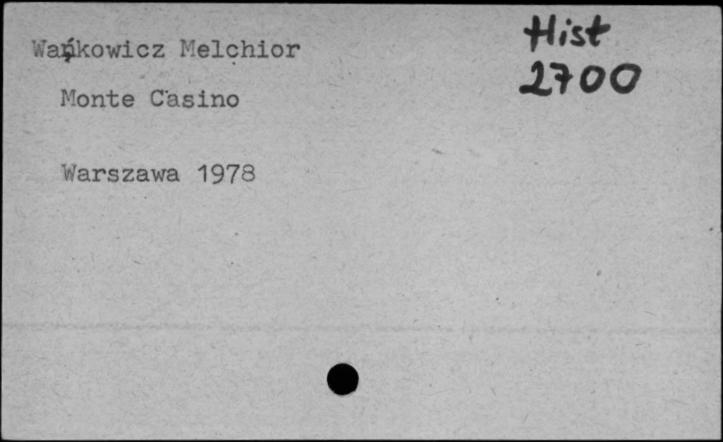 Wańkowicz Melchior
Hist
2700
Monte Casino
Warszawa 1978